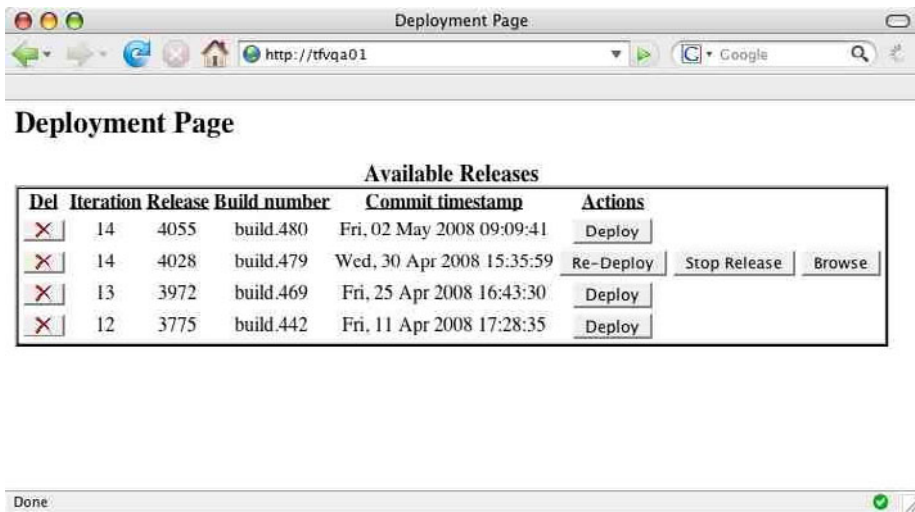 Deployment Page
http://tfvqa01
Google
Deployment Page
Available Releases
Del Iteration Release Build number Commit timestamp Actions
14 4055 build.480 Fri, 02 May 2008 09:09:41 Deploy
14 4028 build.479 Wed, 30 Apr 2008 15:35:59 Re-Deploy Stop Release Browse
13 3972 build.469 Fri, 25 Apr 2008 16:43:30 Deploy
12 3775 build.442 Fri, 11 Apr 2008 17:28:35 Deploy
Done